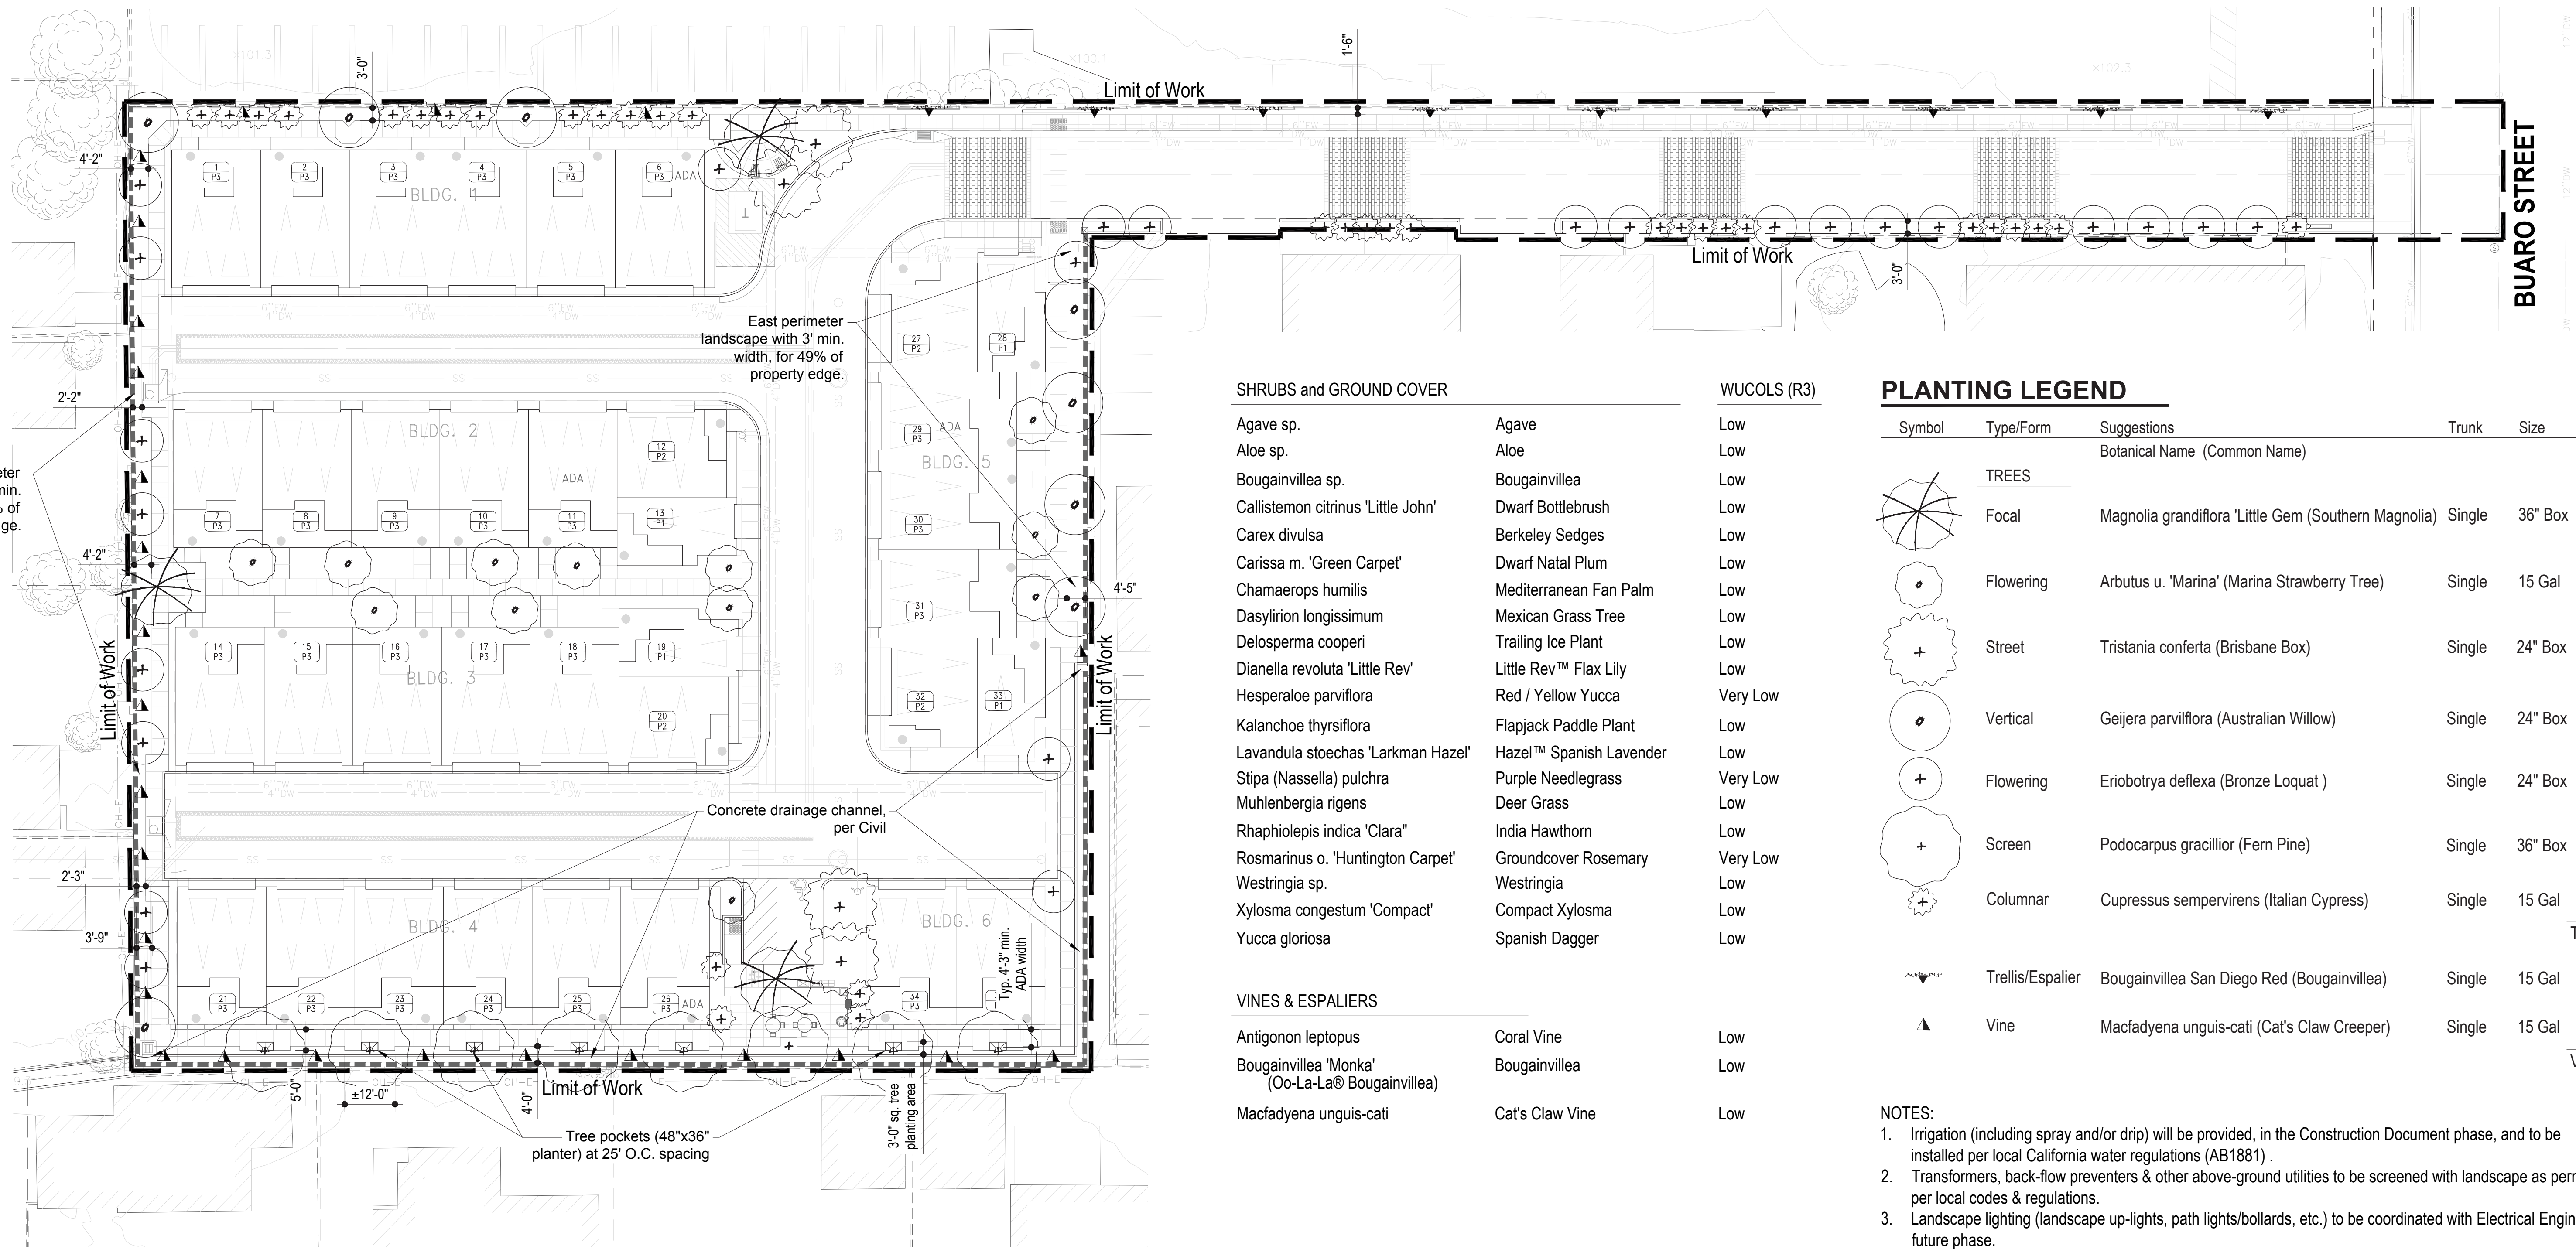 ×101.3
3'-0"
×100.1
1'-6"
×102.3
Limit of Work
BUARO STREET
4'-2"
1 P3
2 P3
3 P3
4 P3
5 P3
6 P3
ADA
BLDG. 1
Limit of Work
3'-0"
6"FW
4"DW
East perimeter
landscape with 3' min.
width, for 49% of
property edge.
27 P2
28 P1
2'-2"
BLDG. 2
12 P2
29 P3
ADA
BLDG. 5
ADA
eter
min.
% of
dge.
7 P3
8 P3
9 P3
10 P3
11 P3
13 P1
30 P3
4'-2"
31 P3
4'-5"
Limit of Work
14 P3
15 P3
16 P3
17 P3
18 P3
19 P1
BLDG. 3
20 P2
32 P2
33 P1
Limit of Work
Concrete drainage channel,
per Civil
2'-3"
3'-9"
BLDG. 4
BLDG. 6
Typ. 4'-3" min.
ADA width
21 P3
22 P3
23 P3
24 P3
25 P3
26 P3
ADA
34 P3
OH-E
5'-0"
±12'-0"
4'-0"
Limit of Work
3'-0" sq. tree
planting area
Tree pockets (48"x36"
planter) at 25' O.C. spacing
SHRUBS and GROUND COVER WUCOLS (R3)
Agave sp. Agave Low
Aloe sp. Aloe Low
Bougainvillea sp. Bougainvillea Low
Callistemon citrinus 'Little John' Dwarf Bottlebrush Low
Carex divulsa Berkeley Sedges Low
Carissa m. 'Green Carpet' Dwarf Natal Plum Low
Chamaerops humilis Mediterranean Fan Palm Low
Dasylirion longissimum Mexican Grass Tree Low
Delosperma cooperi Trailing Ice Plant Low
Dianella revoluta 'Little Rev' Little Rev™ Flax Lily Low
Hesperaloe parviflora Red / Yellow Yucca Very Low
Kalanchoe thyrsiflora Flapjack Paddle Plant Low
Lavandula stoechas 'Larkman Hazel' Hazel™ Spanish Lavender Low
Stipa (Nassella) pulchra Purple Needlegrass Very Low
Muhlenbergia rigens Deer Grass Low
Rhaphiolepis indica 'Clara" India Hawthorn Low
Rosmarinus o. 'Huntington Carpet' Groundcover Rosemary Very Low
Westringia sp. Westringia Low
Xylosma congestum 'Compact' Compact Xylosma Low
Yucca gloriosa Spanish Dagger Low
VINES & ESPALIERS
Antigonon leptopus Coral Vine Low
Bougainvillea 'Monka' Bougainvillea Low
(Oo-La-La® Bougainvillea)
Macfadyena unguis-cati Cat's Claw Vine Low
PLANTING LEGEND
Symbol Type/Form Suggestions Trunk Size
Botanical Name (Common Name)
TREES
Focal Magnolia grandiflora 'Little Gem (Southern Magnolia) Single 36" Box
Flowering Arbutus u. 'Marina' (Marina Strawberry Tree) Single 15 Gal
Street Tristania conferta (Brisbane Box) Single 24" Box
Vertical Geijera parvilflora (Australian Willow) Single 24" Box
Flowering Eriobotrya deflexa (Bronze Loquat ) Single 24" Box
Screen Podocarpus gracillior (Fern Pine) Single 36" Box
Columnar Cupressus sempervirens (Italian Cypress) Single 15 Gal
Trellis/Espalier Bougainvillea San Diego Red (Bougainvillea) Single 15 Gal
Vine Macfadyena unguis-cati (Cat's Claw Creeper) Single 15 Gal
NOTES:
1. Irrigation (including spray and/or drip) will be provided, in the Construction Document phase, and to be
installed per local California water regulations (AB1881) .
2. Transformers, back-flow preventers & other above-ground utilities to be screened with landscape as perr
per local codes & regulations.
3. Landscape lighting (landscape up-lights, path lights/bollards, etc.) to be coordinated with Electrical Engin
future phase.